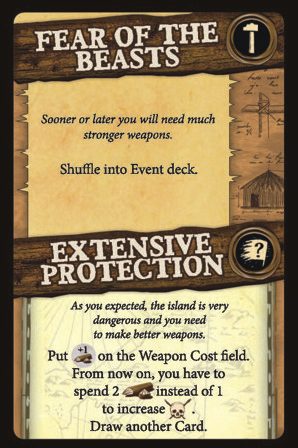 FEAR OF THE
BEASTS
Sooner or later you will need much
stronger weapons.
Shuffle into Event deck.
EXTENSIVE
PROTECTION
?
As you expected, the island is very
dangerous and you need
to make better weapons.
Put +1 on the Weapon Cost field.
From now on, you have to
spend 2 instead of 1
to increase .
Draw another Card.